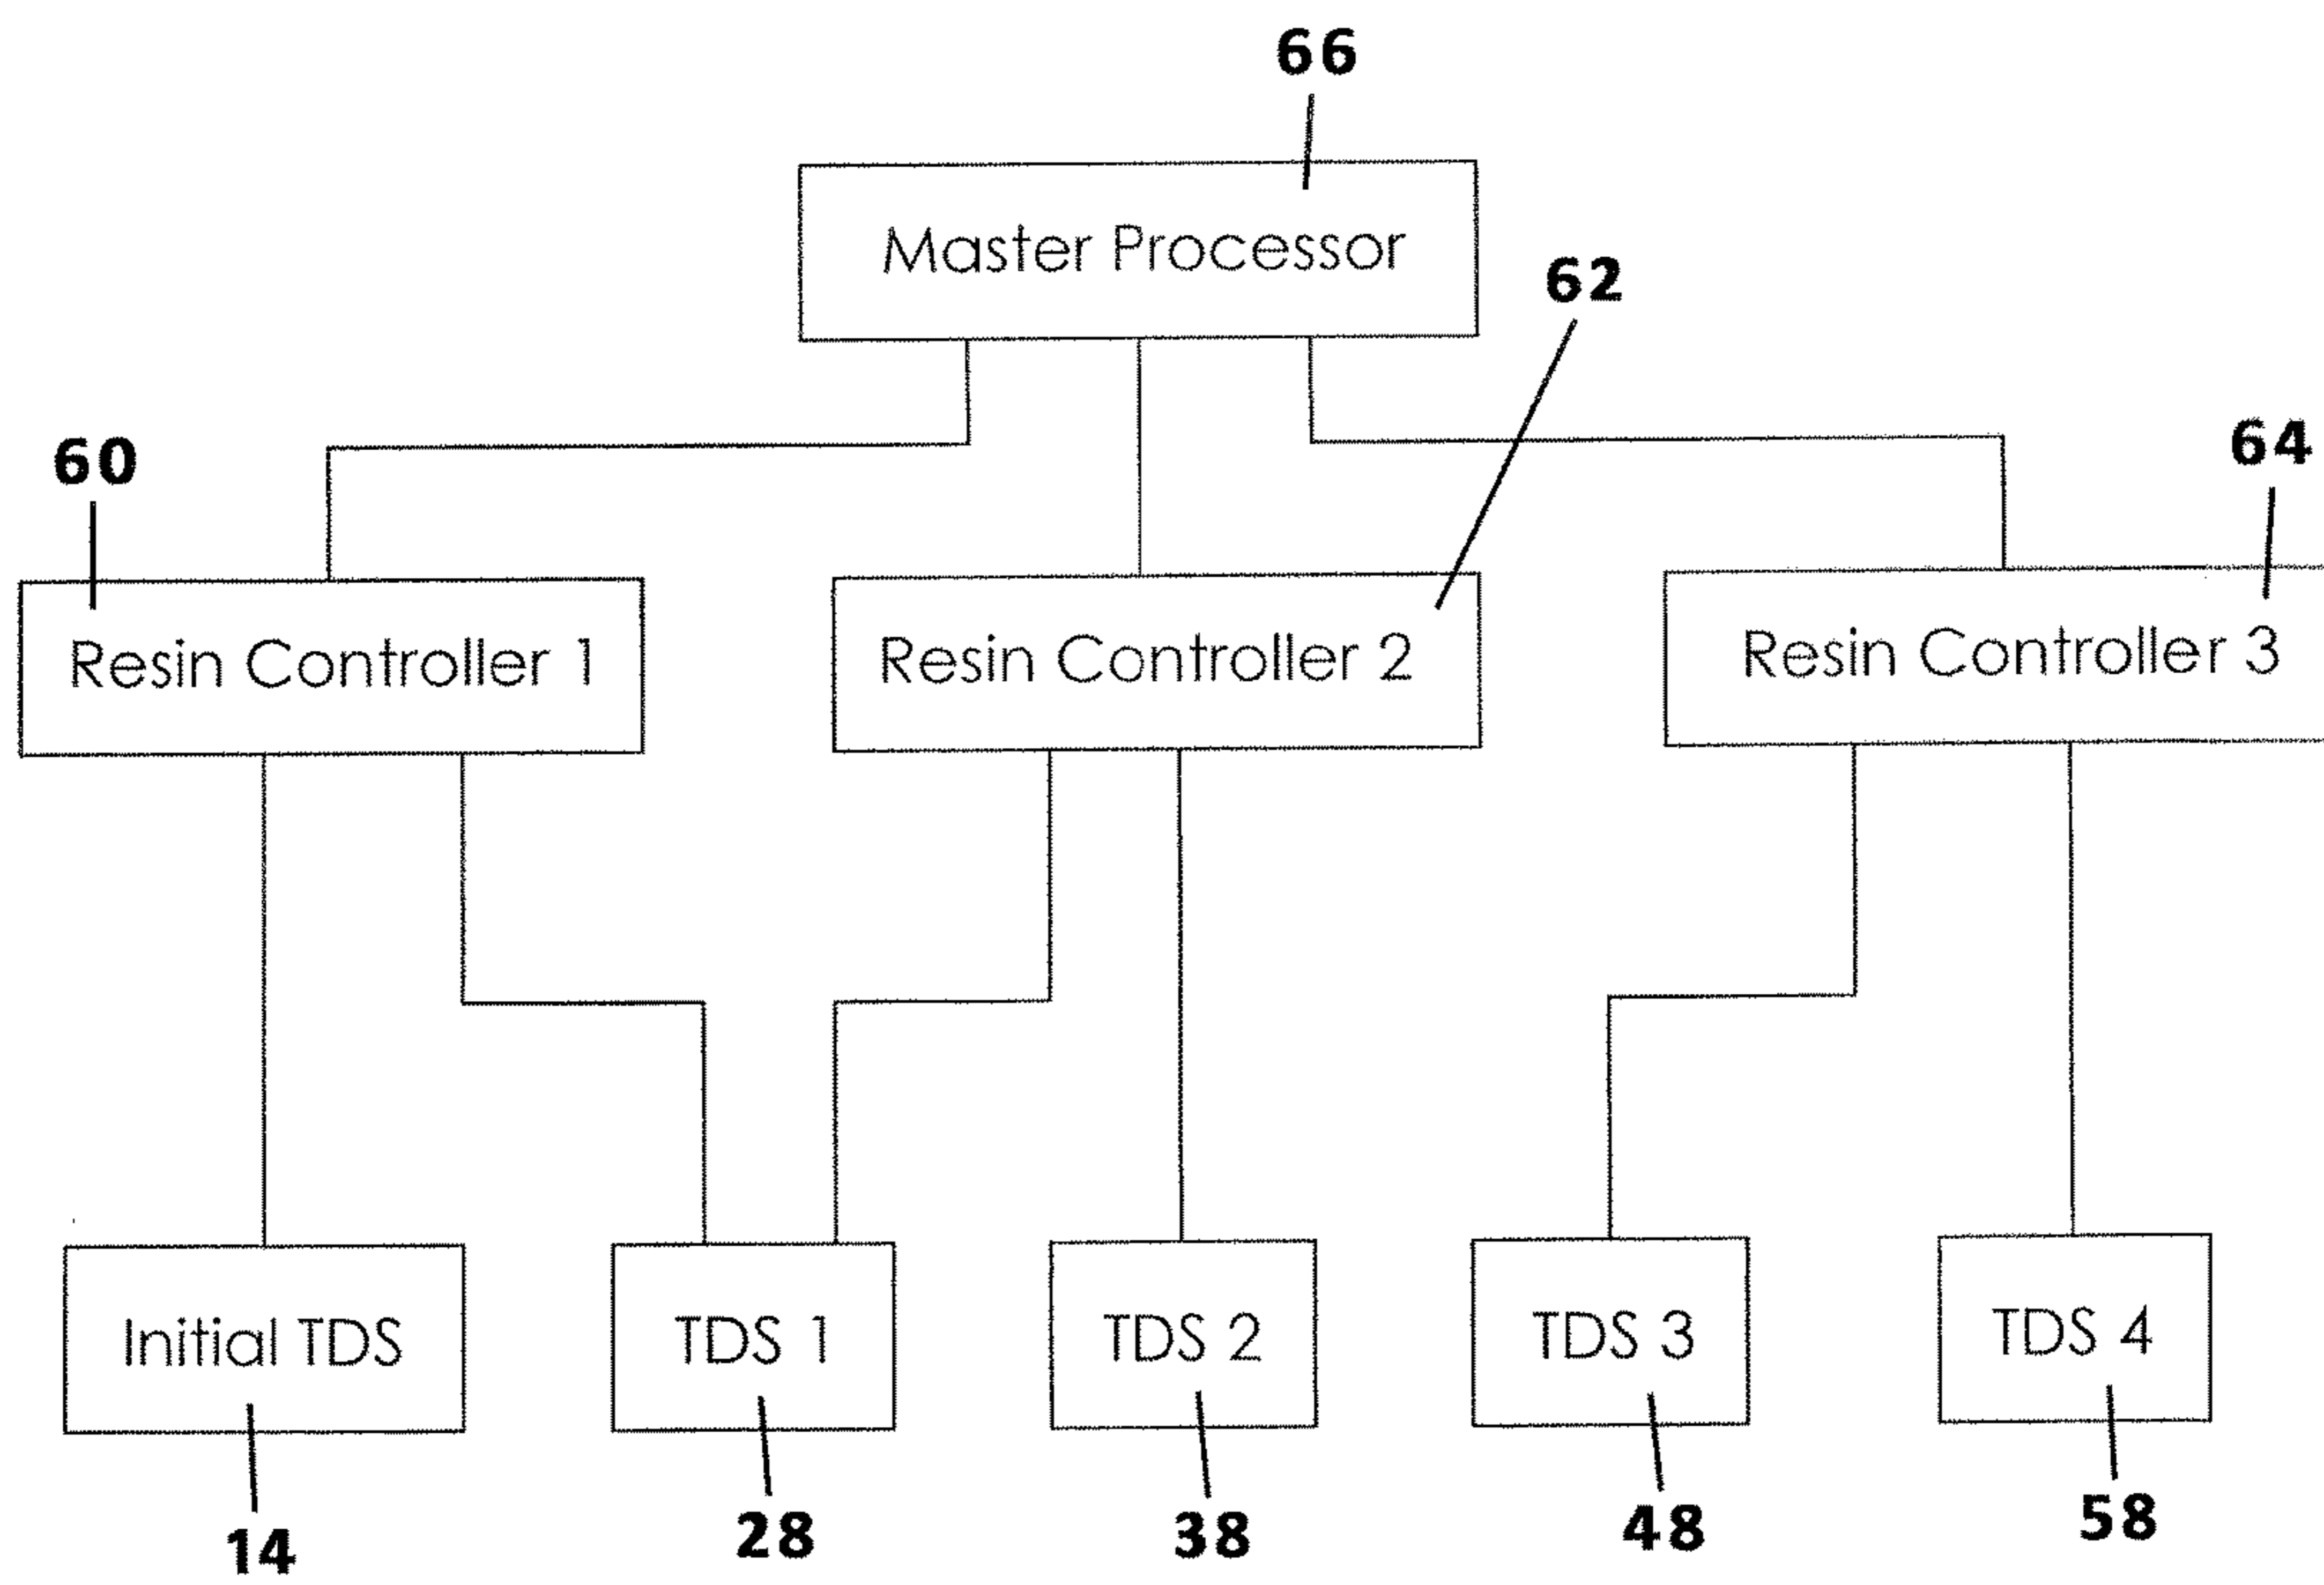 66
Master Processor
62
60
64
Resin Controller 1
Resin Controller 2
Resin Controller 3
Initial TDS
TDS 1
TDS 2
TDS 3
TDS 4
14
28
38
48
58